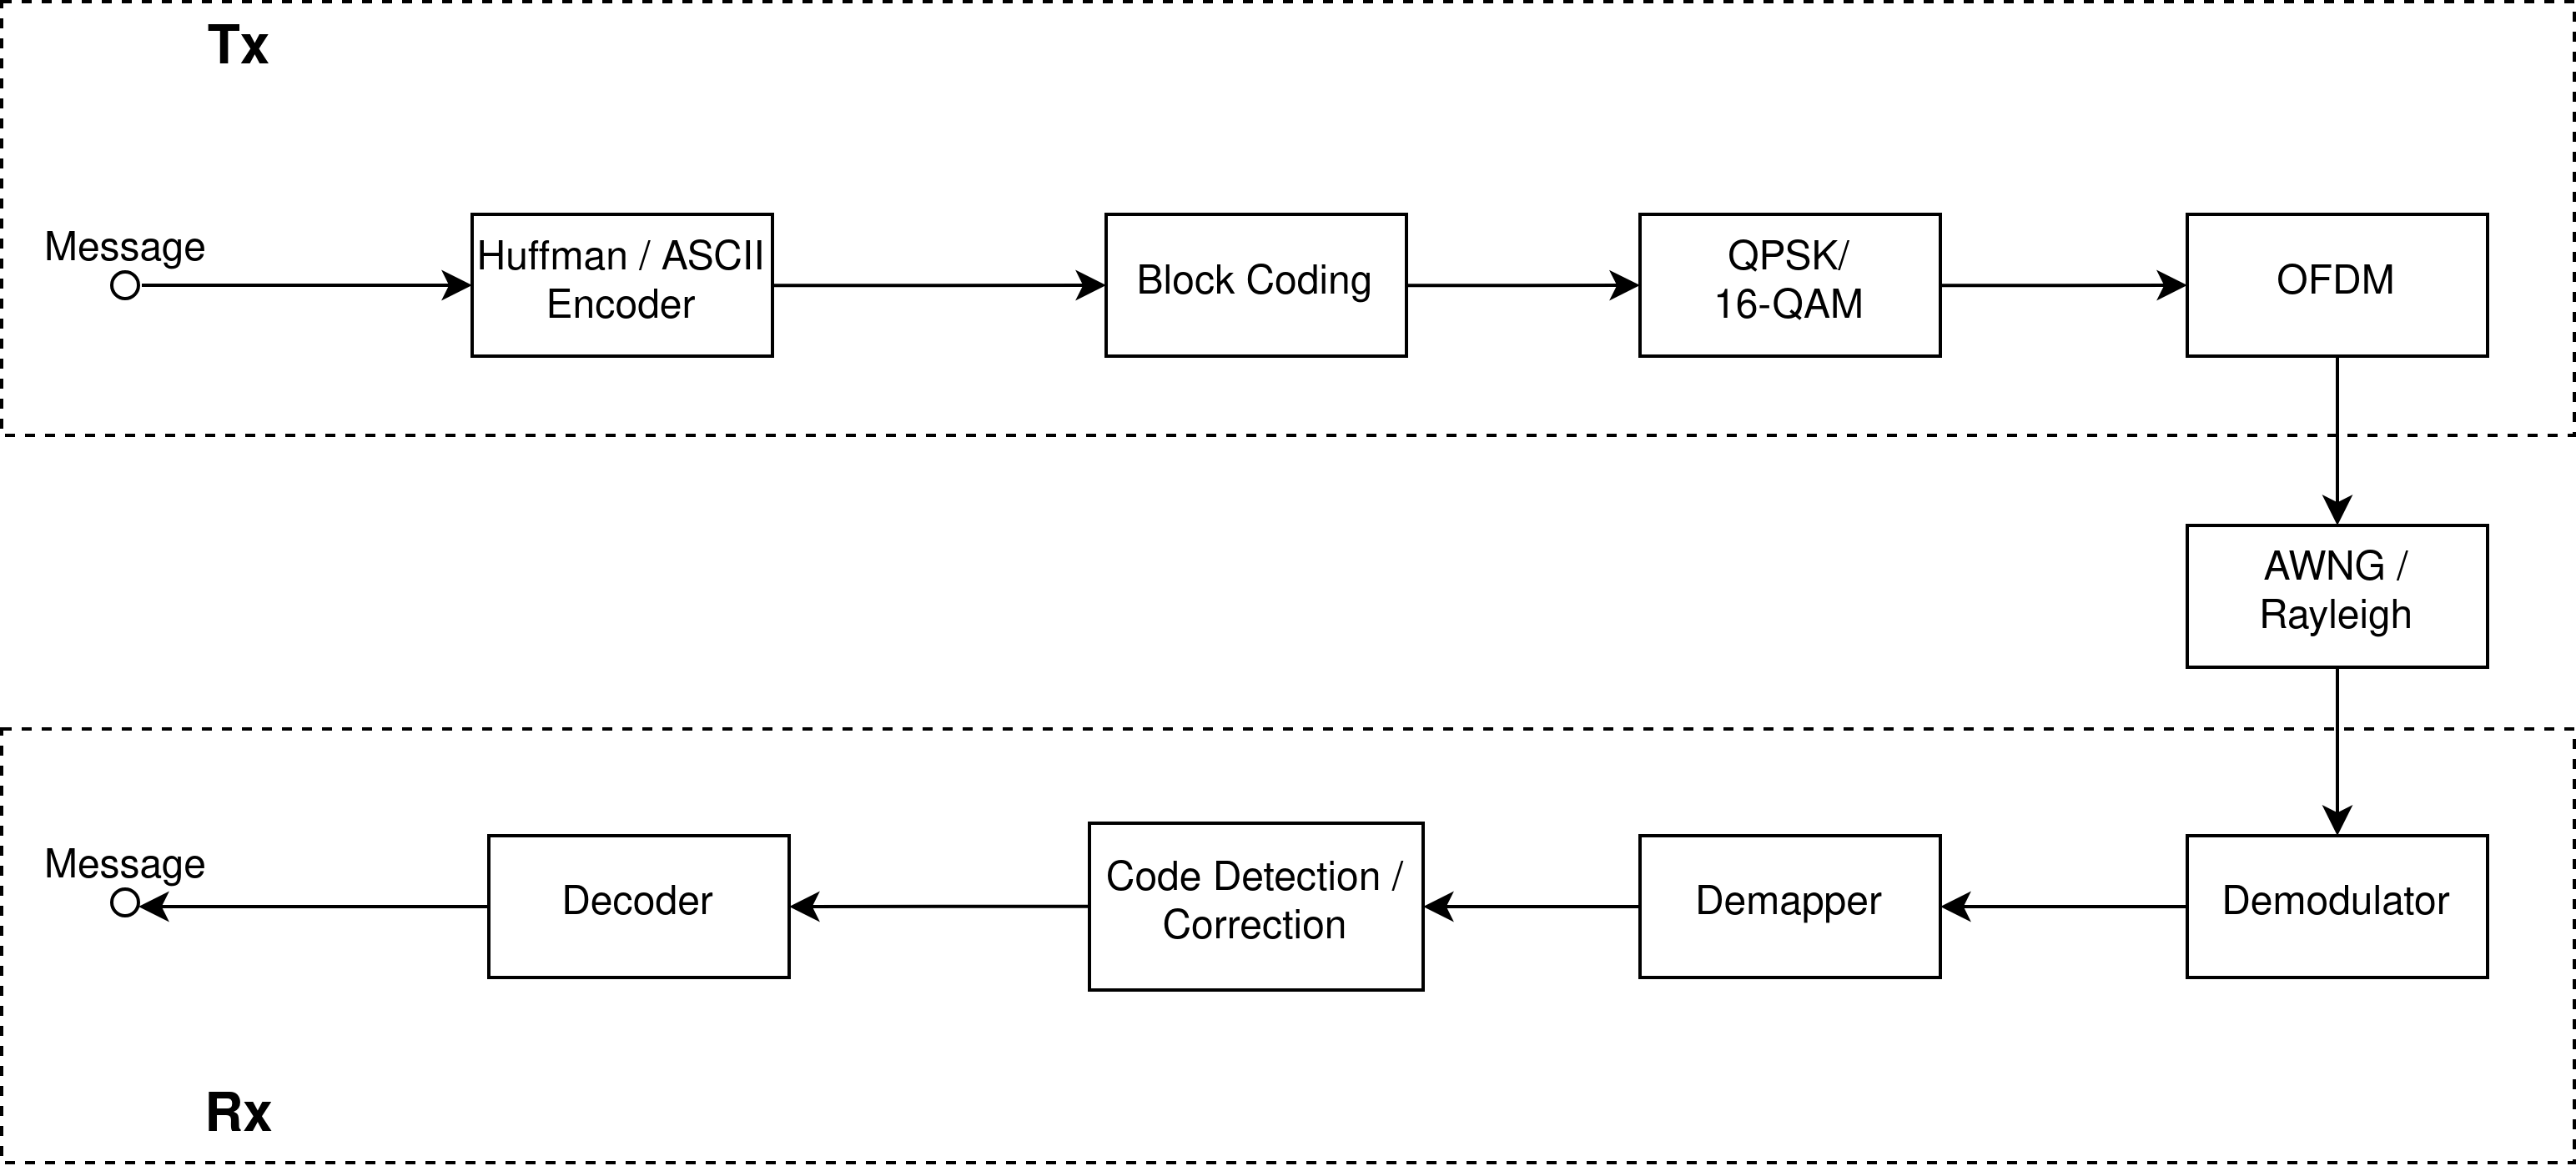 Tx
Message
Huffman / ASCII
Encoder
Block Coding
QPSK/
16-QAM
OFDM
AWNG /
Rayleigh
Message
Decoder
Code Detection /
Correction
Demapper
Demodulator
Rx